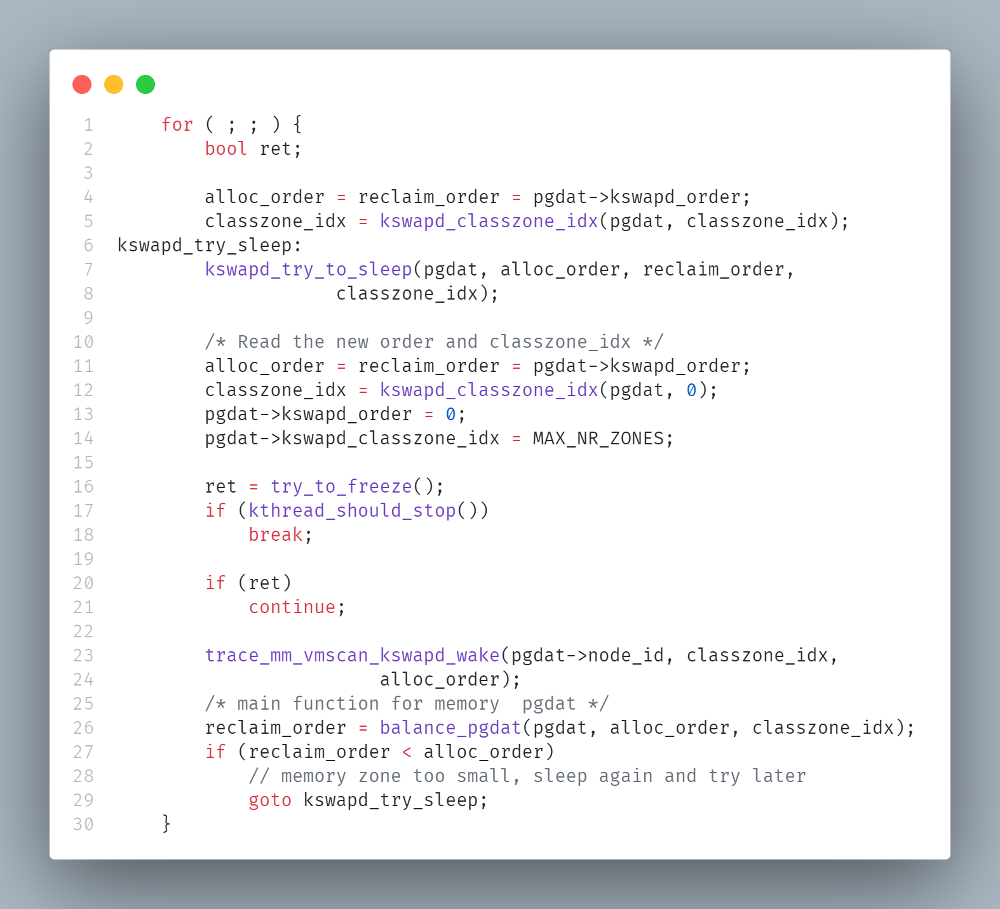 1 for ( ; ; ) {
2 bool ret;
3
4 alloc_order = reclaim_order = pgdat->kswapd_order;
5 classzone_idx = kswapd_classzone_idx(pgdat, classzone_idx);
6 kswapd_try_sleep:
7 kswapd_try_to_sleep(pgdat, alloc_order, reclaim_order,
8 classzone_idx);
9
10 /* Read the new order and classzone_idx */
11 alloc_order = reclaim_order = pgdat->kswapd_order;
12 classzone_idx = kswapd_classzone_idx(pgdat, 0);
13 pgdat->kswapd_order = 0;
14 pgdat->kswapd_classzone_idx = MAX_NR_ZONES;
15
16 ret = try_to_freeze();
17 if (kthread_should_stop())
18 break;
19
20 if (ret)
21 continue;
22
23 trace_mm_vmscan_kswapd_wake(pgdat->node_id, classzone_idx,
24 alloc_order);
25 /* main function for memory  pgdat */
26 reclaim_order = balance_pgdat(pgdat, alloc_order, classzone_idx);
27 if (reclaim_order < alloc_order)
28 // memory zone too small, sleep again and try later
29 goto kswapd_try_sleep;
30 }